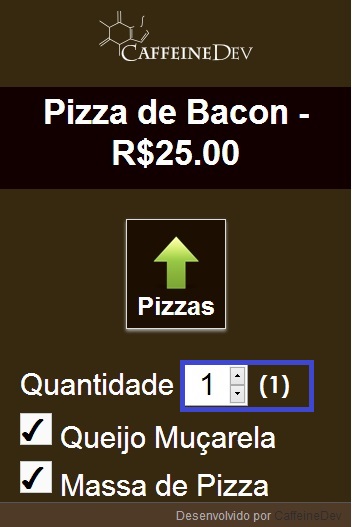 CAFFEINEDEV
Pizza de Bacon -
R$25.00
Pizzas
Quantidade 1 (1)
Queijo Muçarela
Massa de Pizza
Desenvolvido por CaffeineDev